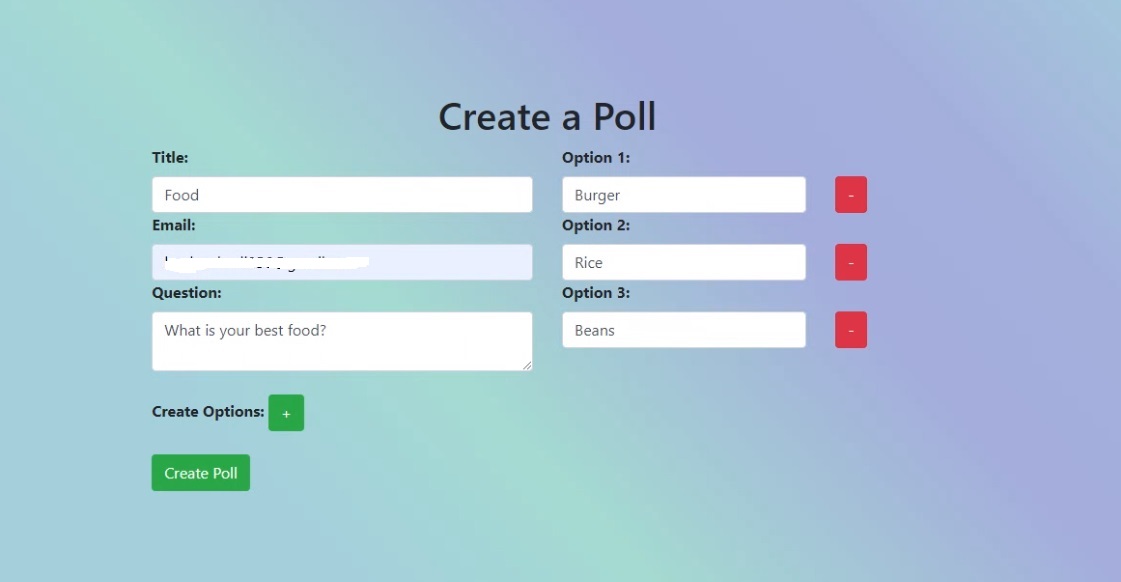 Create a Poll
Title:
Food
Email:
Question:
What is your best food?
Create Options: +
Create Poll
Option 1:
Burger -
Option 2:
Rice -
Option 3:
Beans -